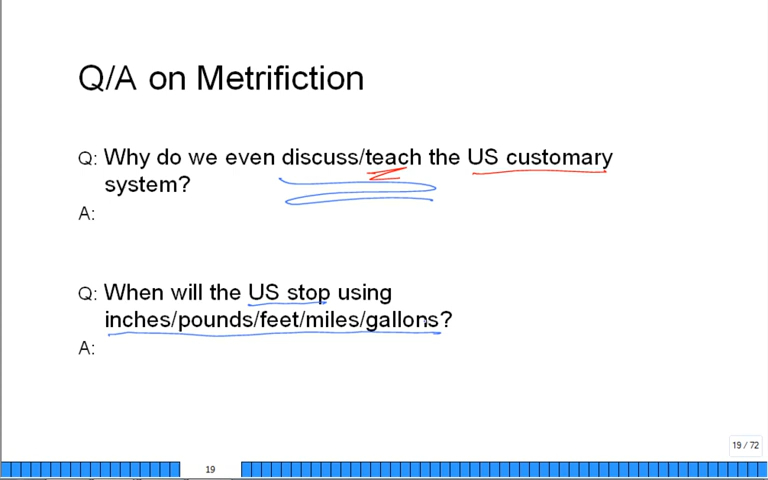 Q/A on Metrifiction
Q: Why do we even discuss/teach the US customary
system?
A:
Q: When will the US stop using
inches/pounds/feet/miles/gallons?
A:
19 / 72
19